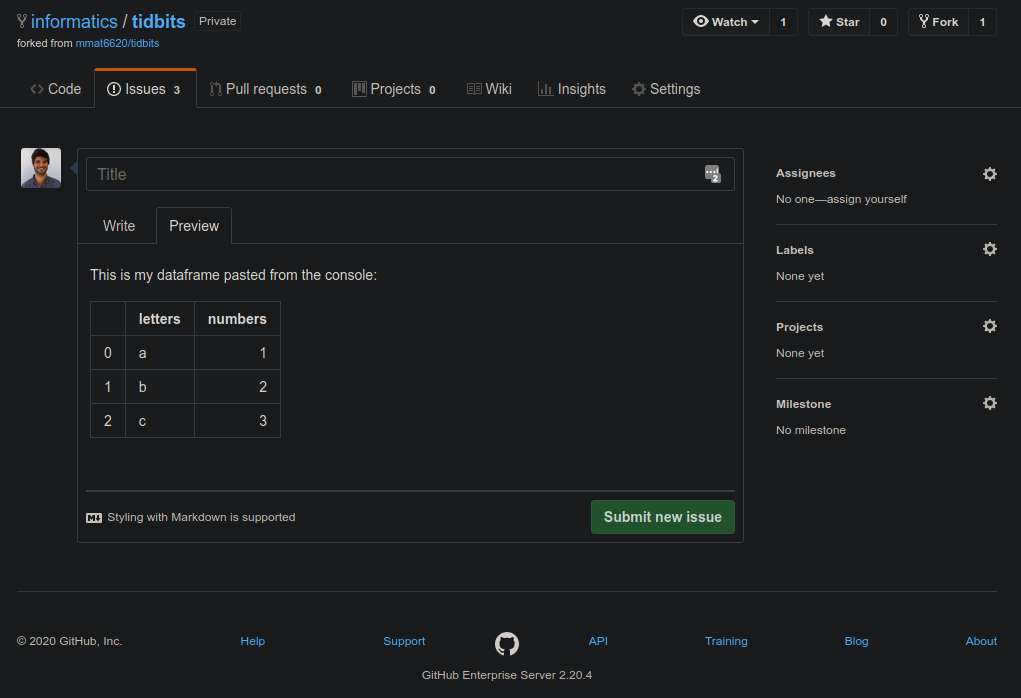 informatics / tidbits Private
Watch 1 Star 0 Fork 1
forked from mmat6620/tidbits
Code Issues 3 Pull requests 0 Projects 0 Wiki Insights Settings
Title
2
Write Preview
This is my dataframe pasted from the console:
letters numbers
0 a 1
1 b 2
2 c 3
Styling with Markdown is supported
Submit new issue
Assignees
No one—assign yourself
Labels
None yet
Projects
None yet
Milestone
No milestone
© 2020 GitHub, Inc. Help Support API Training Blog About
GitHub Enterprise Server 2.20.4